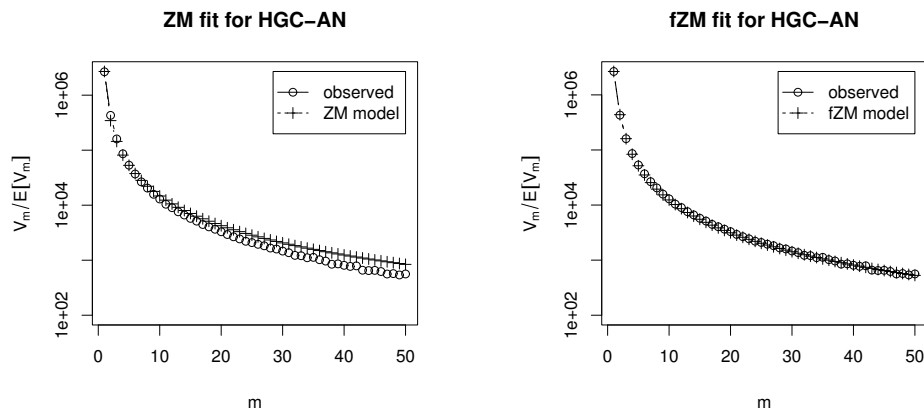 ZM fit for HGC−AN
V_m/E[V_m]
1e+06
1e+04
1e+02
observed
ZM model
0 10 20 30 40 50
m
fZM fit for HGC−AN
V_m/E[V_m]
1e+06
1e+04
1e+02
observed
fZM model
0 10 20 30 40 50
m